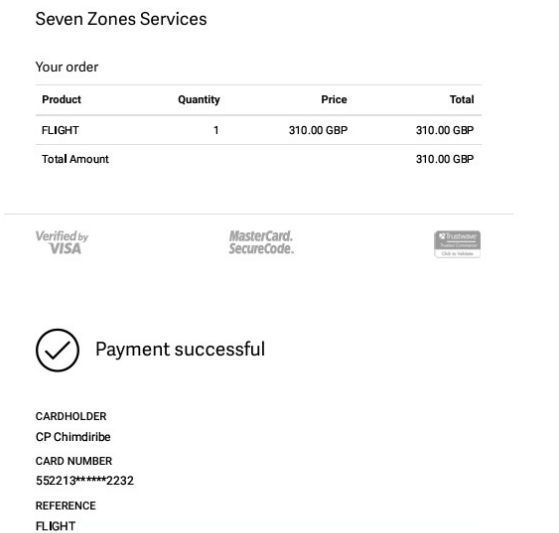 Seven Zones Services
Your order
Product Quantity Price Total
FLIGHT 1 310.00 GBP 310.00 GBP
Total Amount 310.00 GBP
Verified by
VISA
MasterCard.
SecureCode.
Trustwave
Click to Validate
Payment successful
CARDHOLDER
CP Chimdiribe
CARD NUMBER
552213******2232
REFERENCE
FLIGHT